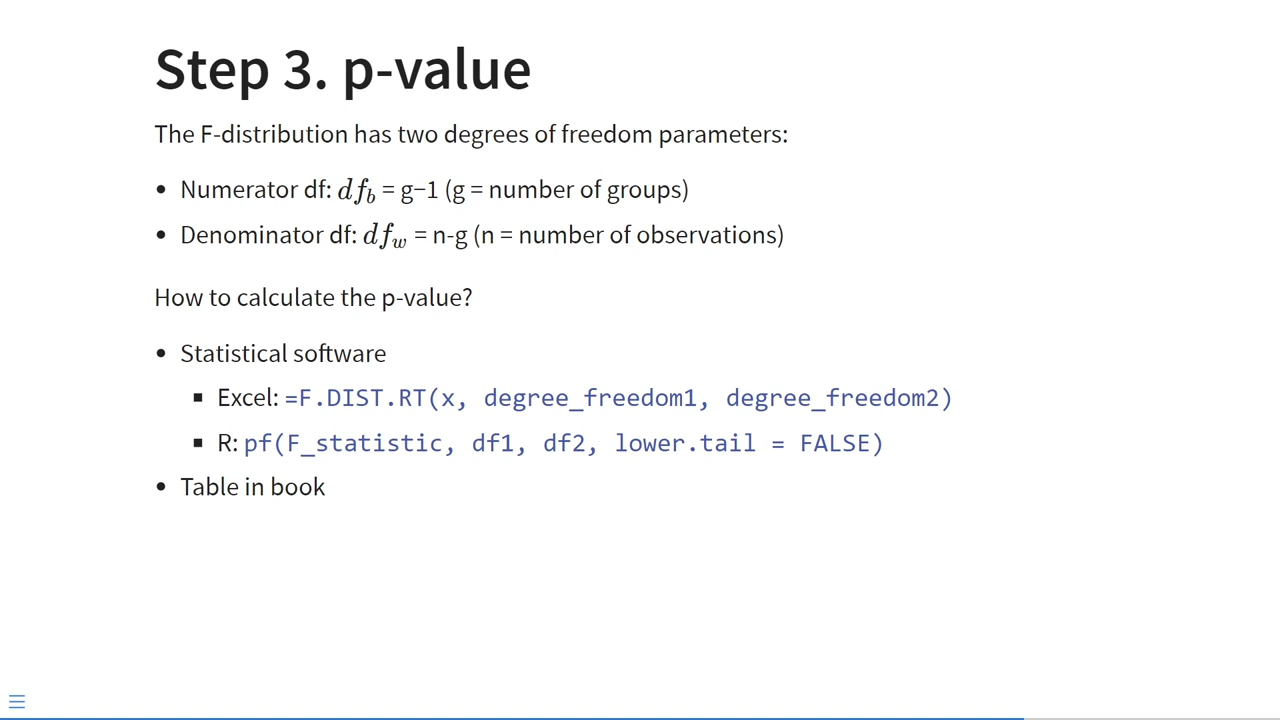 Step 3. p-value
The F-distribution has two degrees of freedom parameters:
• Numerator df: df_b = g−1 (g = number of groups)
• Denominator df: df_w = n-g (n = number of observations)
How to calculate the p-value?
• Statistical software
▪ Excel: =F.DIST.RT(x, degree_freedom1, degree_freedom2)
▪ R: pf(F_statistic, df1, df2, lower.tail = FALSE)
• Table in book